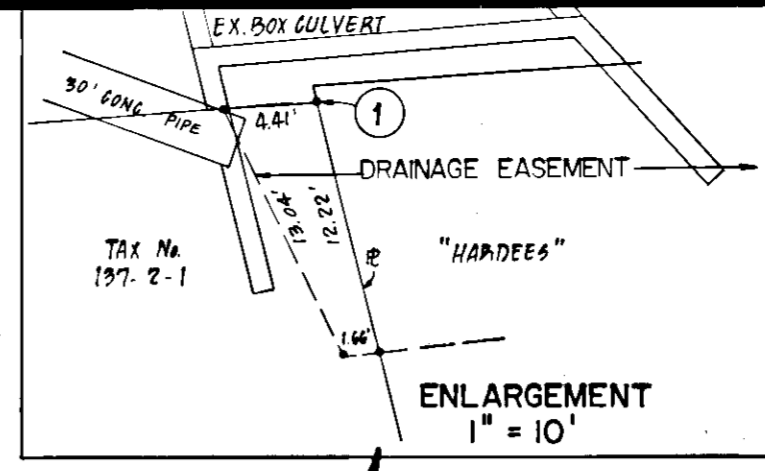 EX. BOX CULVERT
30' CONC PIPE
4.41'
1
DRAINAGE EASEMENT
13.04'
12.22'
TAX No.
137-2-1
"HARDEES"
℄
1.66'
ENLARGEMENT
1" = 10'